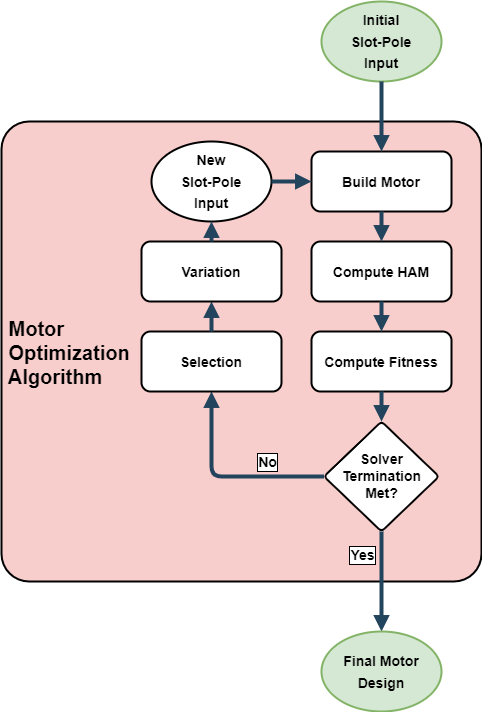 Initial
Slot-Pole
Input
New
Slot-Pole
Input
Build Motor
Variation
Compute HAM
Motor
Optimization
Algorithm
Selection
Compute Fitness
No
Solver
Termination
Met?
Yes
Final Motor
Design